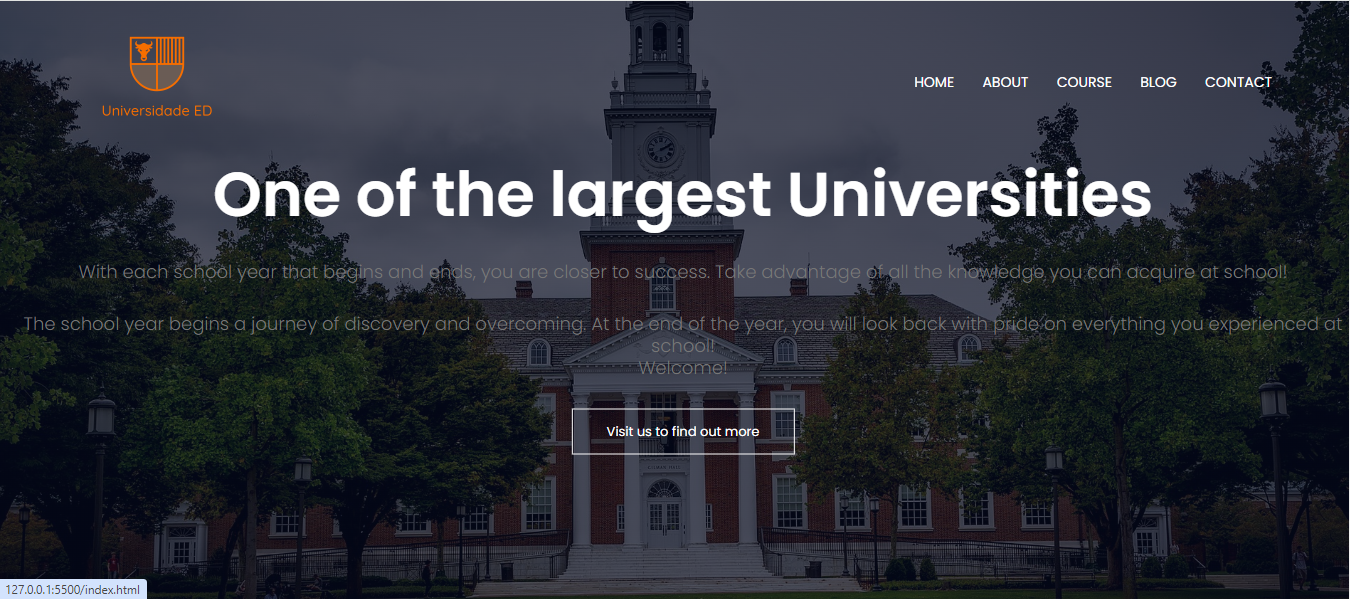 Universidade ED
HOME ABOUT COURSE BLOG CONTACT
One of the largest Universities
With each school year that begins and ends, you are closer to success. Take advantage of all the knowledge you can acquire at school!
The school year begins a journey of discovery and overcoming. At the end of the year, you will look back with pride on everything you experienced at
school!
Welcome!
Visit us to find out more
127.0.0.1:5500/index.html